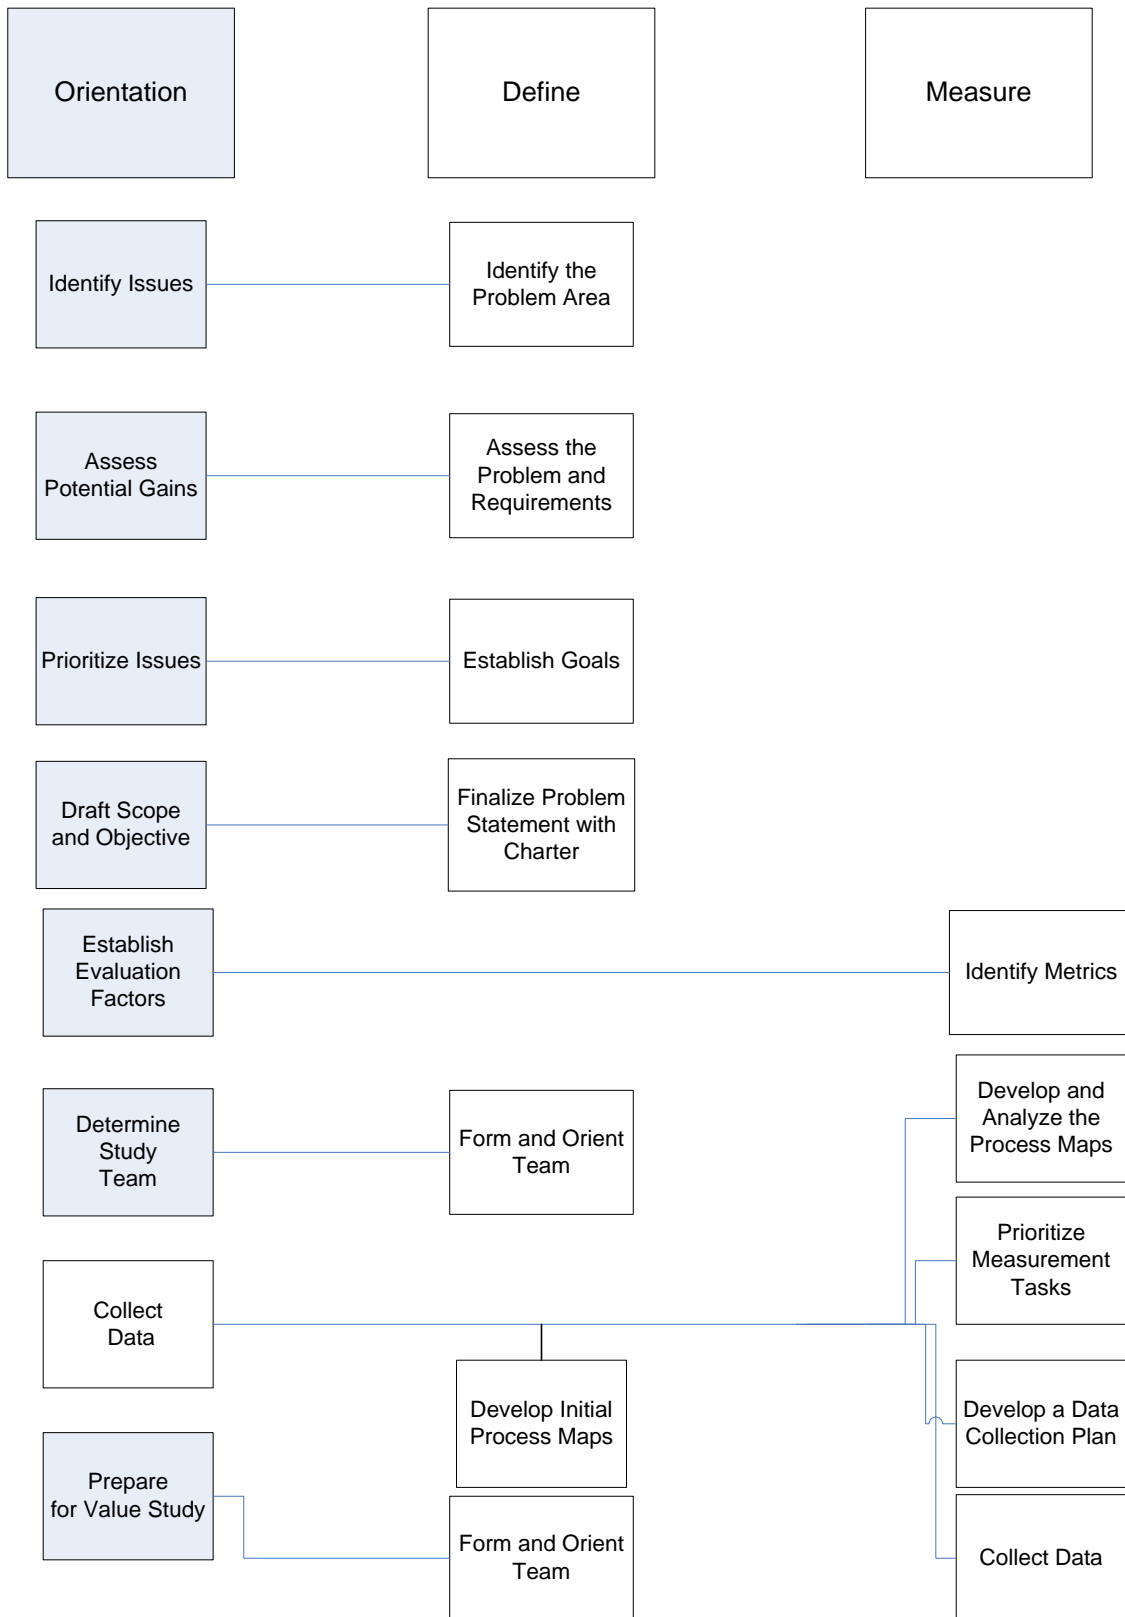 Orientation
Define
Measure
Identify Issues
Identify the
Problem Area
Assess
Potential Gains
Assess the
Problem and
Requirements
Prioritize Issues
Establish Goals
Draft Scope
and Objective
Finalize Problem
Statement with
Charter
Establish
Evaluation
Factors
Identify Metrics
Determine
Study
Team
Form and Orient
Team
Develop and
Analyze the
Process Maps
Prioritize
Measurement
Tasks
Collect
Data
Develop Initial
Process Maps
Develop a Data
Collection Plan
Prepare
for Value Study
Form and Orient
Team
Collect Data